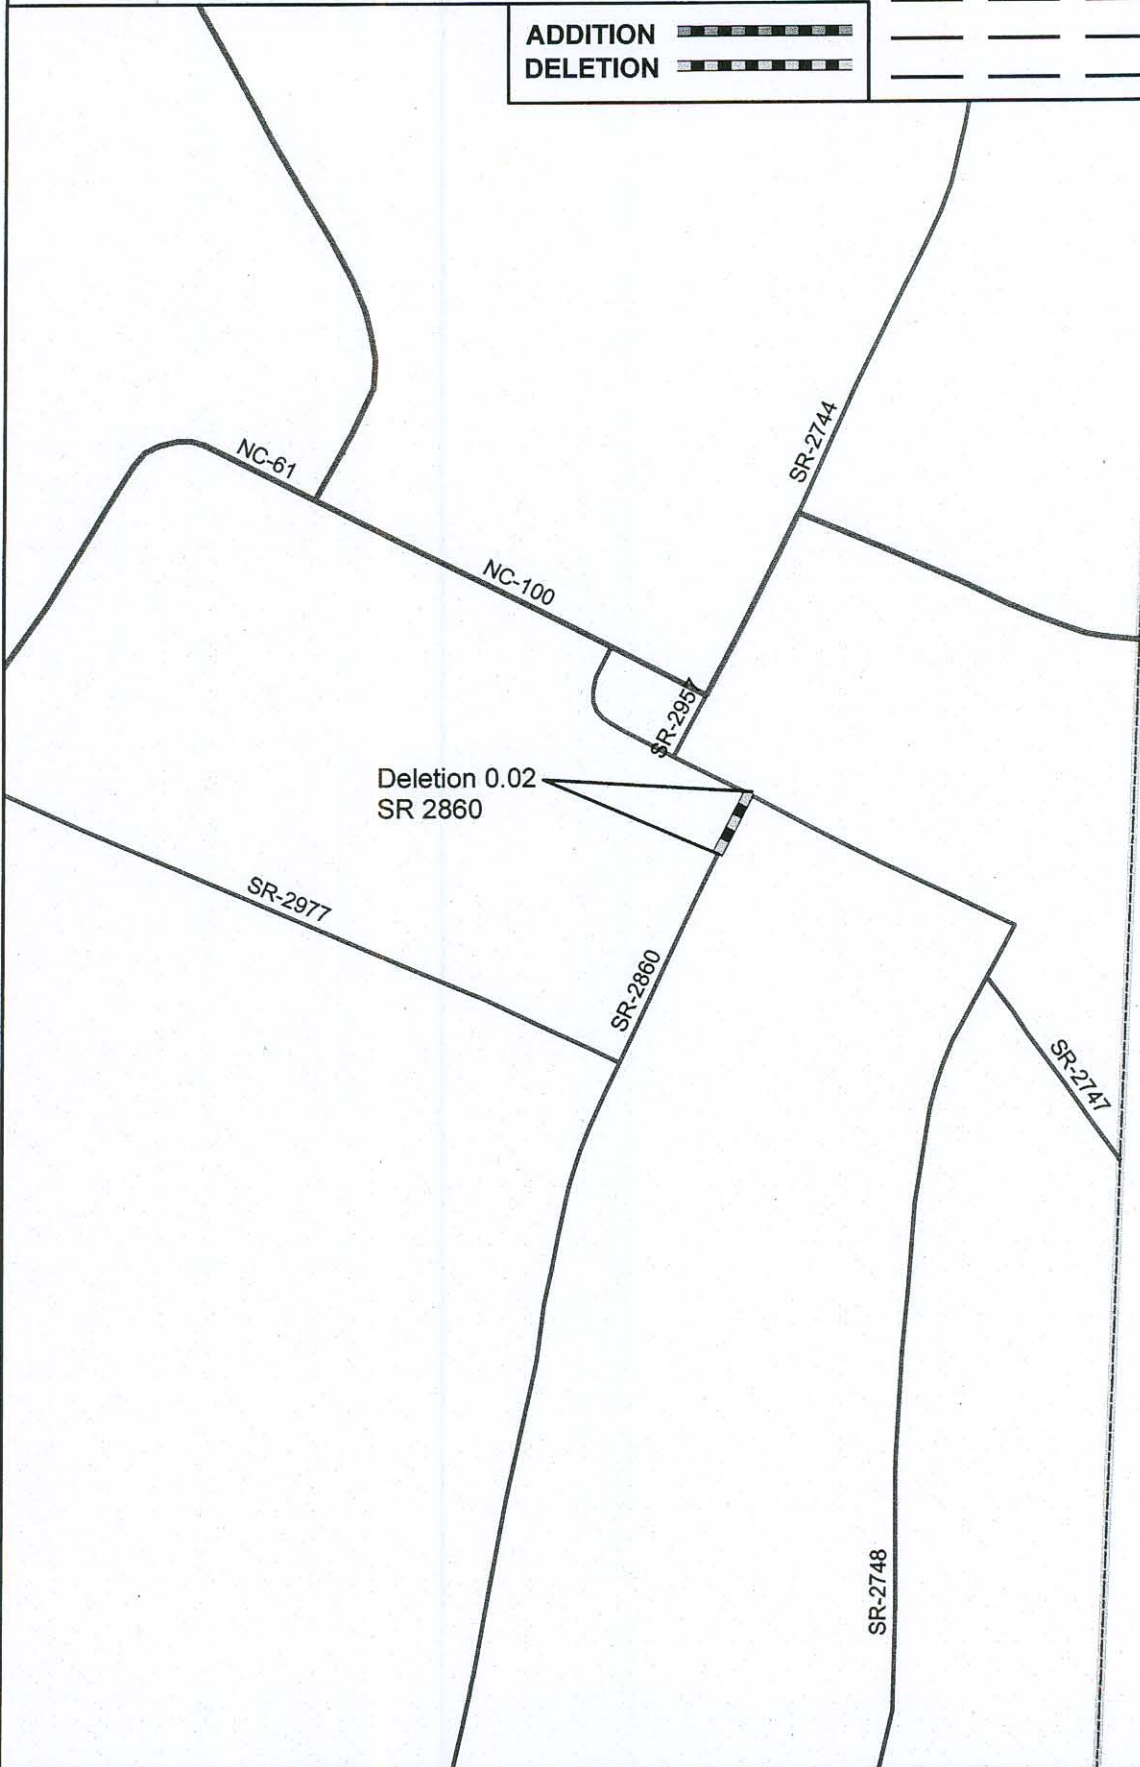 ADDITION
DELETION
SR-2744
NC-61
NC-100
SR-2957
Deletion 0.02
SR 2860
SR-2977
SR-2860
SR-2747
SR-2748